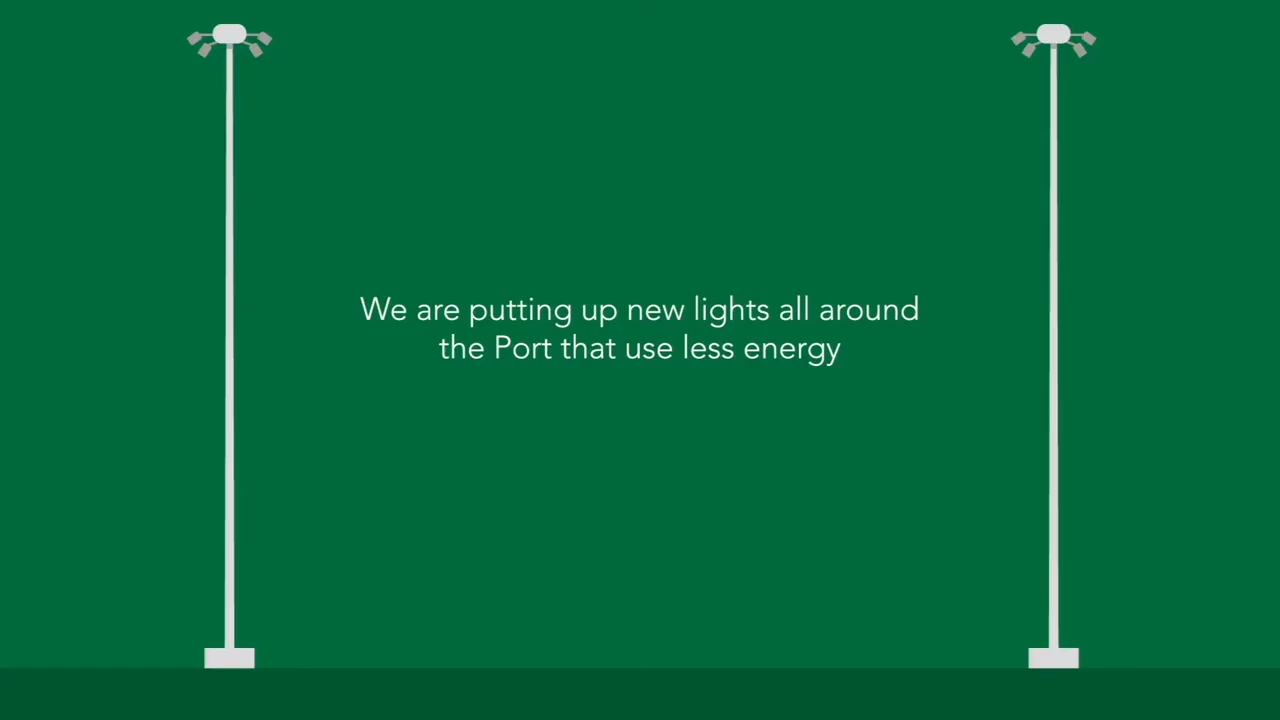 We are putting up new lights all around
the Port that use less energy